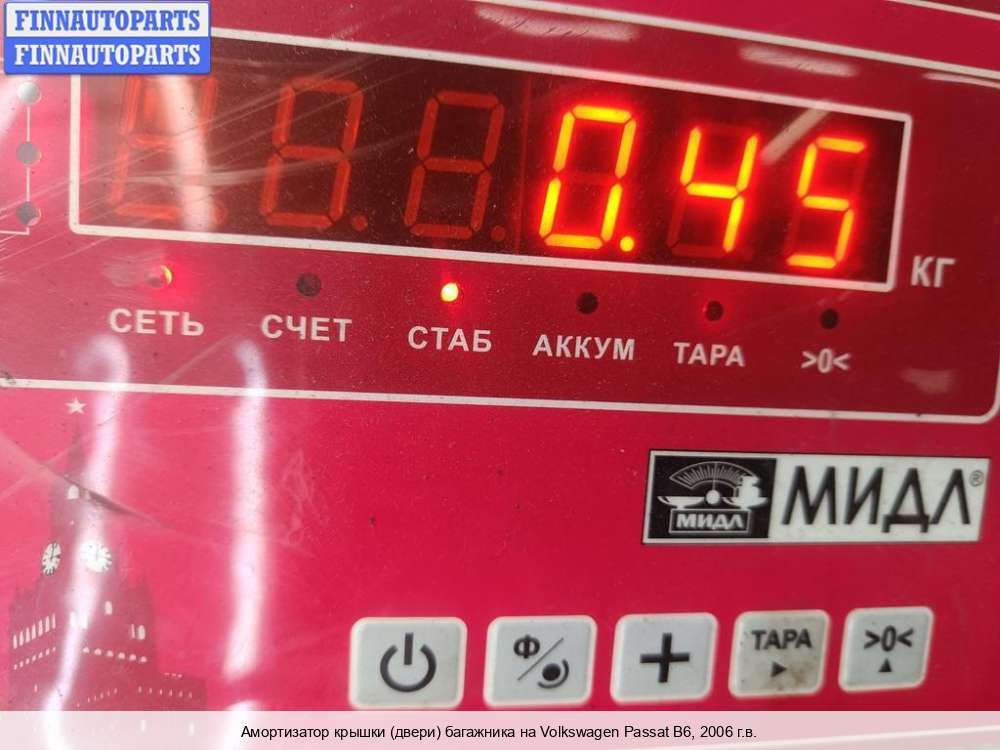 FINNAUTOPARTS
FINNAUTOPARTS
0.45
КГ
СЕТЬ СЧЕТ СТАБ АККУМ ТАРА >0<
МИДЛ МИДЛ®
Ф + ТАРА >0<
Амортизатор крышки (двери) багажника на Volkswagen Passat B6, 2006 г.в.